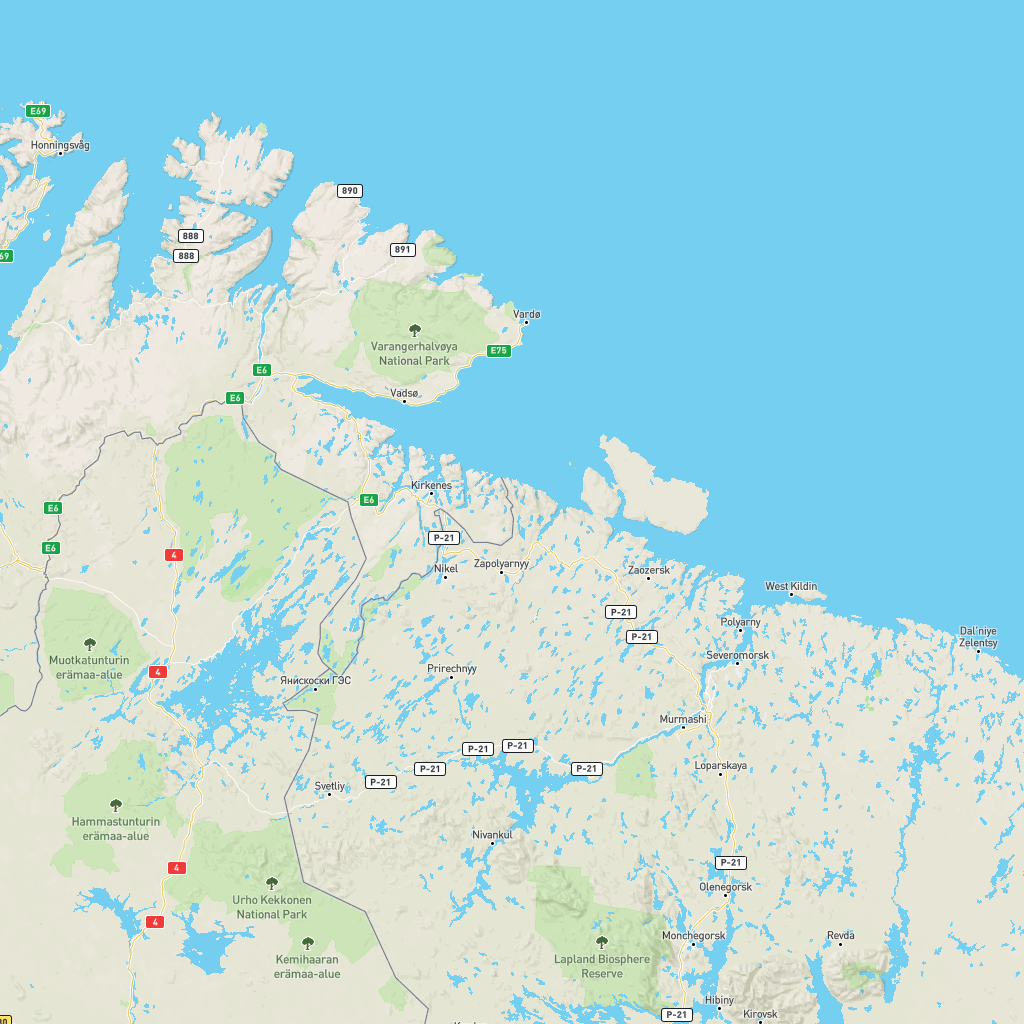 E69
Honningsvåg
890
888
891
888
69
Vardø
Varangerhalvøya
National Park
E75
E6
Vadsø
E6
Kirkenes
E6
E6
P-21
E6
4
Zapolyarnyy
Nikel
Zaozersk
West Kildin
P-21
Polyarny
P-21
Dal'niye
Zelentsy
Muotkatunturin
erämaa-alue
4
Severomorsk
Prirechnyy
Янискоски ГЭС
Murmashi
P-21
P-21
P-21
P-21
Loparskaya
P-21
Svetliy
Hammastunturin
erämaa-alue
Nivankul
P-21
4
Olenegorsk
Urho Kekkonen
National Park
4
Monchegorsk
Revda
Kemihaaran
erämaa-alue
Lapland Biosphere
Reserve
Hibiny
P-21
Kirovsk